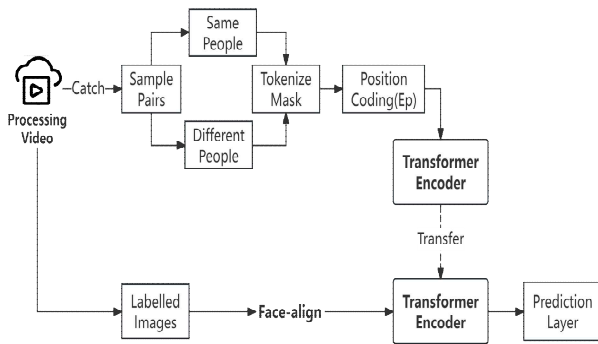 Same
People
Processing
Video
Catch
Sample
Pairs
Tokenize
Mask
Position
Coding(Ep)
Different
People
Transformer
Encoder
Transfer
Labelled
Images
Face-align
Transformer
Encoder
Prediction
Layer